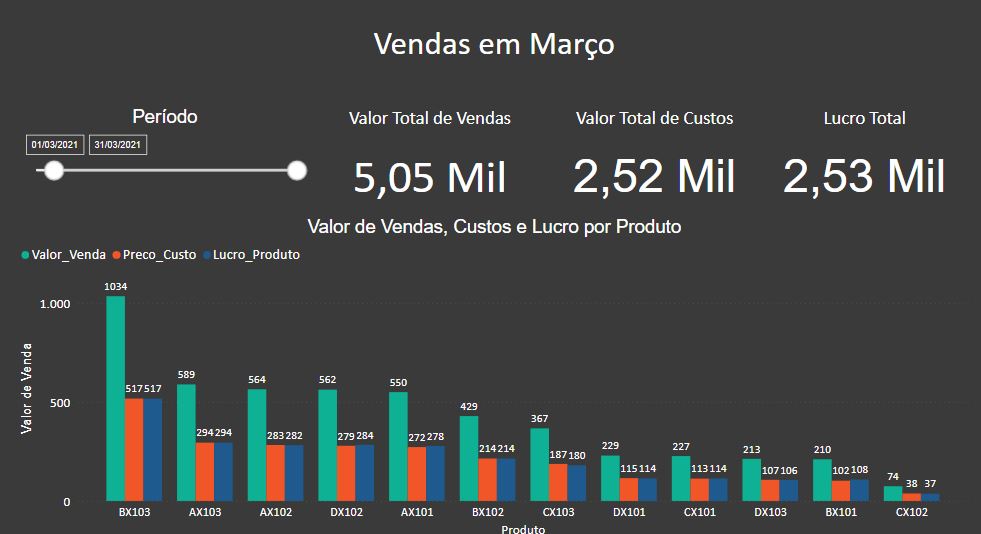 Vendas em Março
Período
01/03/2021 31/03/2021
Valor Total de Vendas
5,05 Mil
Valor Total de Custos
2,52 Mil
Lucro Total
2,53 Mil
Valor de Vendas, Custos e Lucro por Produto
Valor_Venda Preco_Custo Lucro_Produto
Valor de Venda
1.000
500
0
1034 517 517
589 294 294
564 283 282
562 279 284
550 272 278
429 214 214
367 187 180
229 115 114
227 113 114
213 107 106
210 102 108
74 38 37
BX103 AX103 AX102 DX102 AX101 BX102 CX103 DX101 CX101 DX103 BX101 CX102
Produto